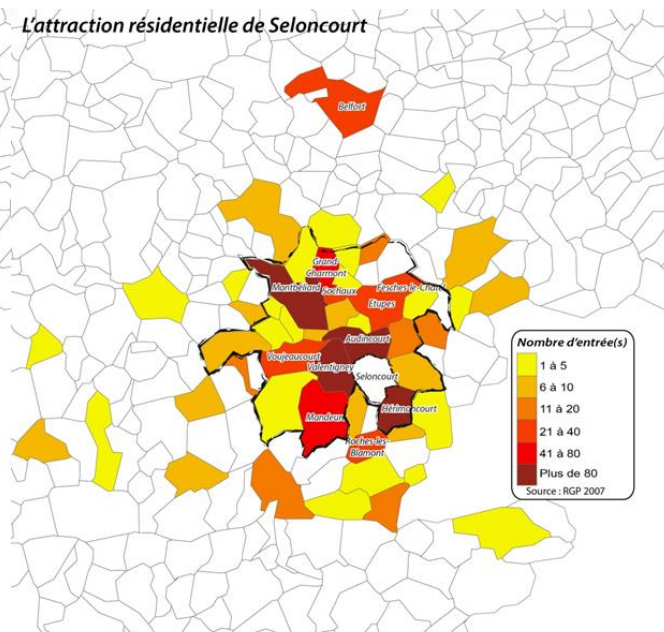 L'attraction résidentielle de Seloncourt
Belfort
Grand-
Charmont
Montbéliard
Sochaux
Fesches-le-Chatel
Etupes
Audincourt
Voujeaucourt
Valentigney
Seloncourt
Mandeure
Hérimoncourt
Roches-lès-
Blamont
Nombre d'entrée(s)
1 à 5
6 à 10
11 à 20
21 à 40
41 à 80
Plus de 80
Source : RGP 2007